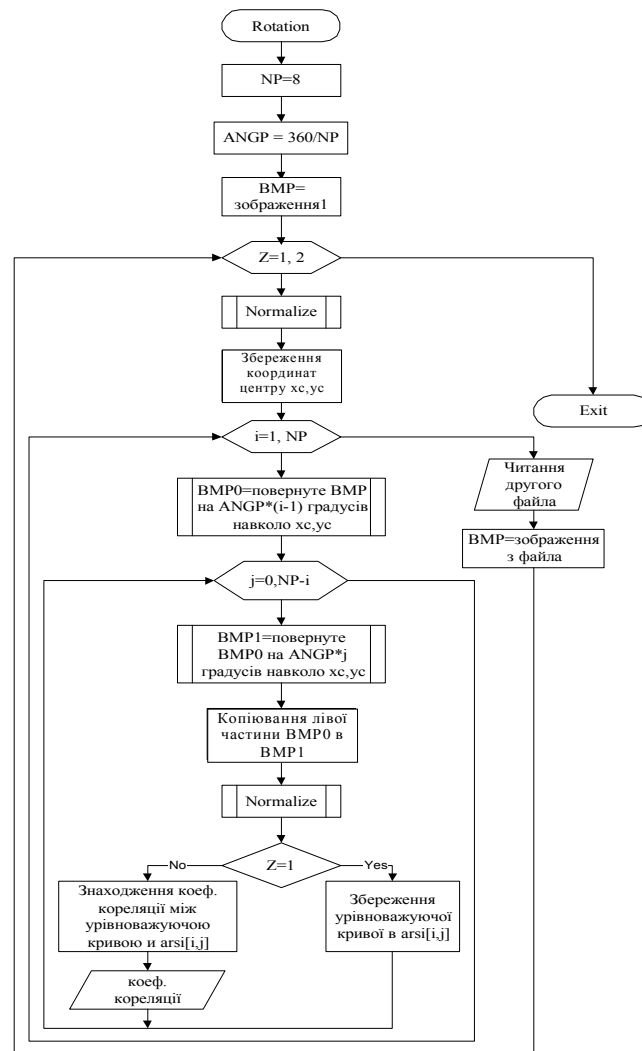 Rotation
NP=8
ANGP = 360/NP
BMP=
зображення1
Z=1, 2
Normalize
Збереження
координат
центру xc,yc
Exit
i=1, NP
Читання
другого
файла
BMP0=повернуте BMP
на ANGP*(i-1) градусів
навколо xc,yc
BMP=зображення
з файла
j=0,NP-i
BMP1=повернуте
BMP0 на ANGP*j
градусів навколо xc,yc
Копіювання лівої
частини BMP0 в
BMP1
Normalize
Z=1
No
Yes
Знаходження коеф.
кореляції між
урівноважуючою
кривою и arsi[i,j]
Збереження
урівноважуючої
кривої в arsi[i,j]
коеф.
кореляції